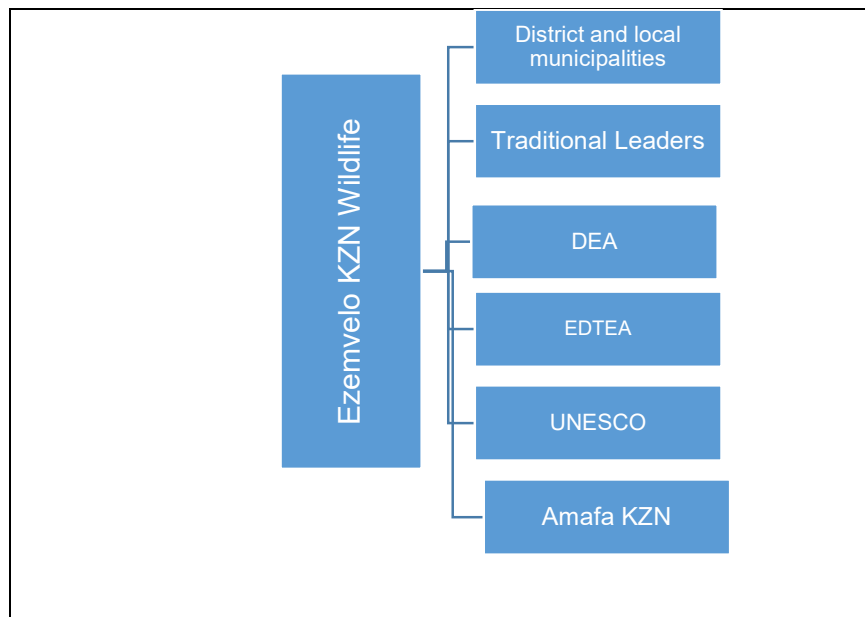 District and local
municipalities
Traditional Leaders
Ezemvelo KZN Wildlife
DEA
EDTEA
UNESCO
Amafa KZN